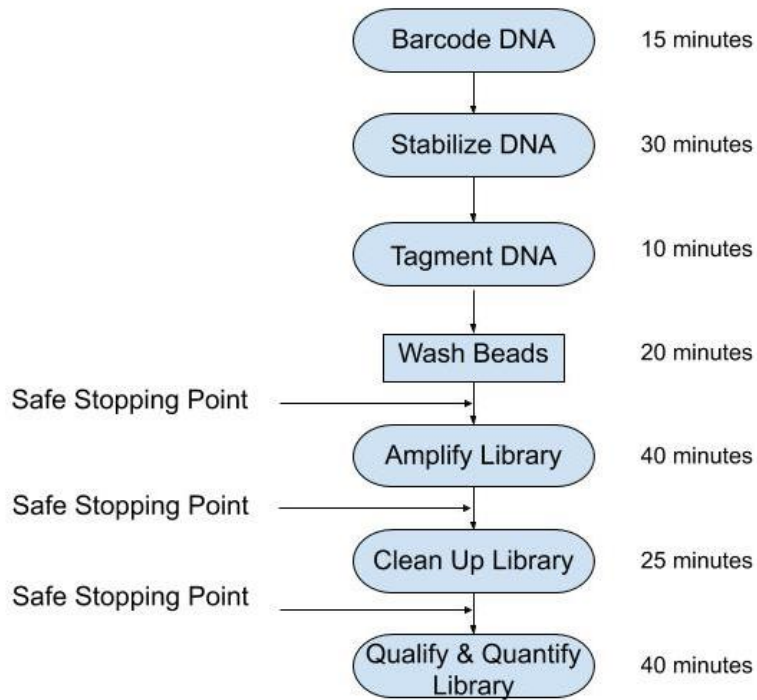 Barcode DNA
15 minutes
Stabilize DNA
30 minutes
Tagment DNA
10 minutes
Wash Beads
20 minutes
Safe Stopping Point
Amplify Library
40 minutes
Safe Stopping Point
Clean Up Library
25 minutes
Safe Stopping Point
Qualify & Quantify
Library
40 minutes